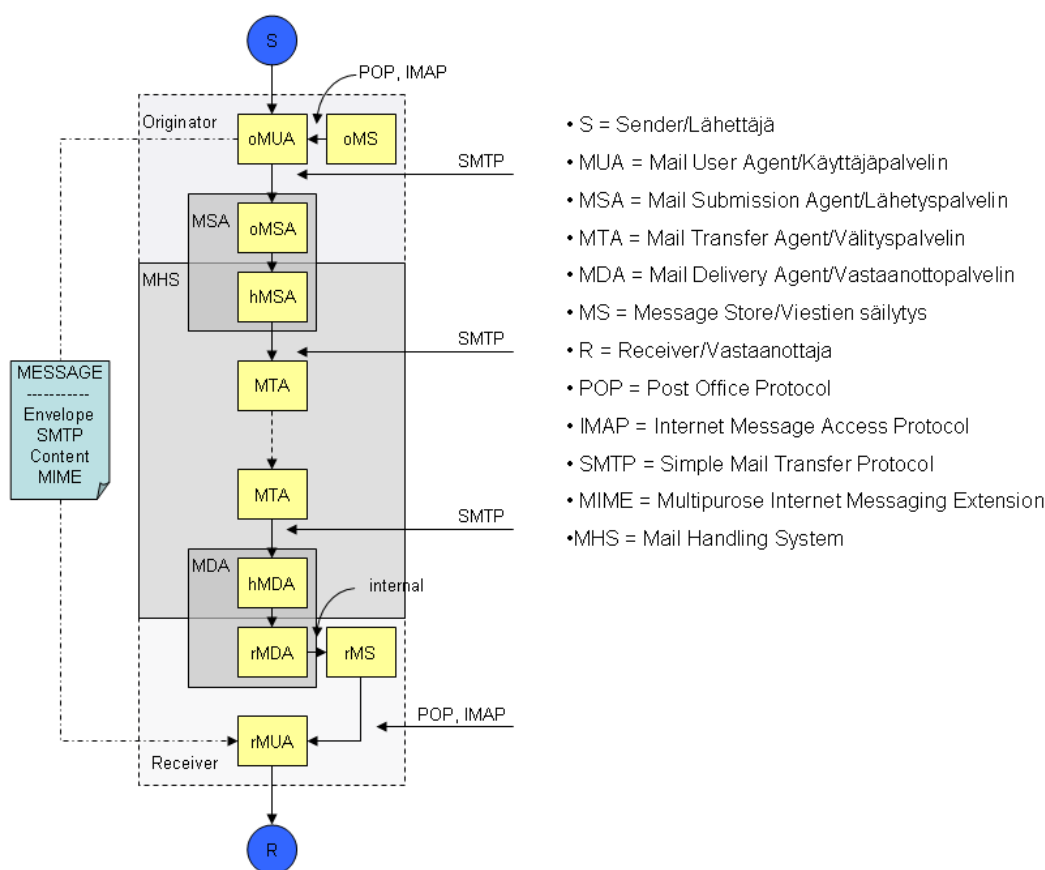 S
POP, IMAP
Originator
oMUA
oMS
SMTP
MSA
oMSA
MHS
hMSA
SMTP
MTA
MESSAGE
-----------
Envelope
SMTP
Content
MIME
MTA
SMTP
MDA
hMDA
internal
rMDA
rMS
POP, IMAP
rMUA
Receiver
R
• S = Sender/Lähettäjä
• MUA = Mail User Agent/Käyttäjäpalvelin
• MSA = Mail Submission Agent/Lähetyspalvelin
• MTA = Mail Transfer Agent/Välityspalvelin
• MDA = Mail Delivery Agent/Vastaanottopalvelin
• MS = Message Store/Viestien säilytys
• R = Receiver/Vastaanottaja
• POP = Post Office Protocol
• IMAP = Internet Message Access Protocol
• SMTP = Simple Mail Transfer Protocol
• MIME = Multipurose Internet Messaging Extension
•MHS = Mail Handling System